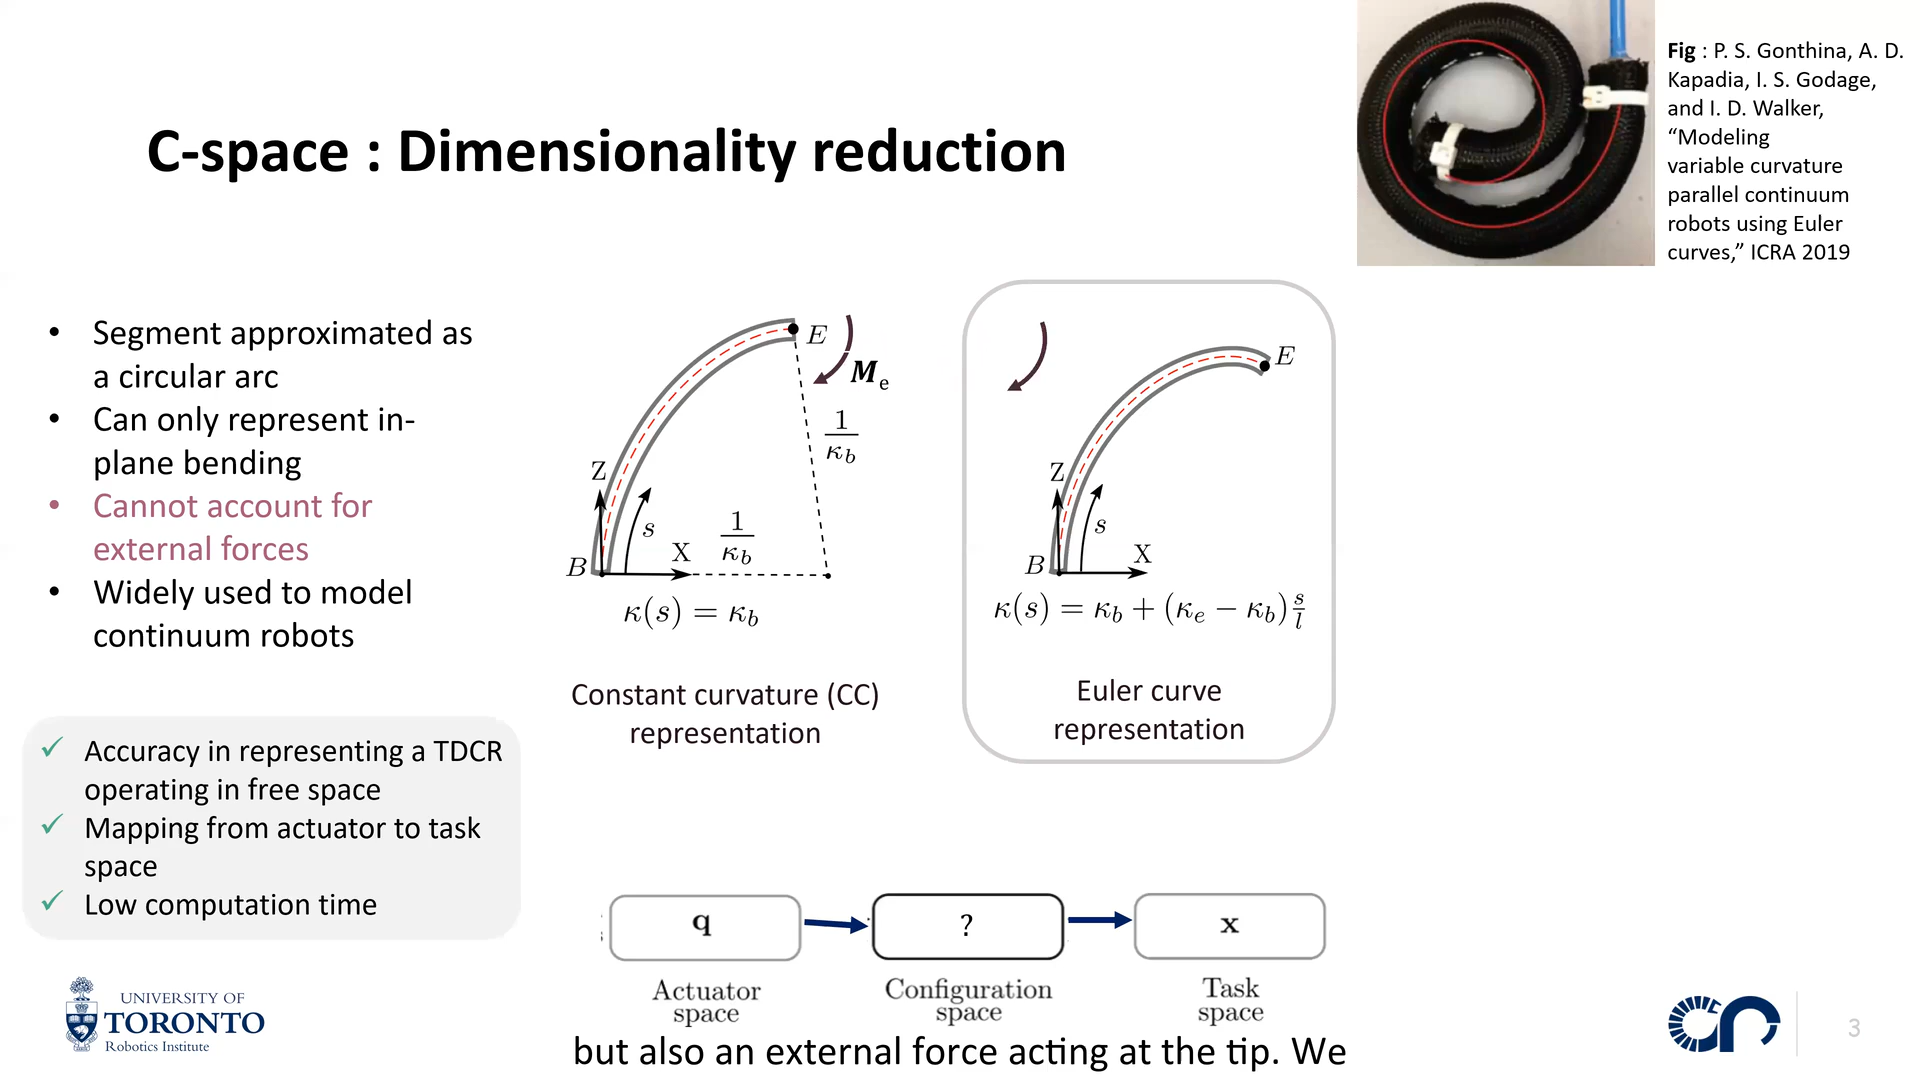 Fig : P. S. Gonthina, A. D.
Kapadia, I. S. Godage,
and I. D. Walker,
“Modeling
variable curvature
parallel continuum
robots using Euler
curves,” ICRA 2019
C-space : Dimensionality reduction
• Segment approximated as
a circular arc
• Can only represent in-
plane bending
• Cannot account for
external forces
• Widely used to model
continuum robots
✓ Accuracy in representing a TDCR
operating in free space
✓ Mapping from actuator to task
space
✓ Low computation time
E
Mₑ
1/κ_b
Z
s
X
1/κ_b
B
κ(s) = κ_b
Constant curvature (CC)
representation
E
Z
s
X
B
κ(s) = κ_b + (κ_e − κ_b) s/l
Euler curve
representation
q
?
x
Actuator
space
Configuration
space
Task
space
UNIVERSITY OF
TORONTO
Robotics Institute
but also an external force acting at the tip. We
3